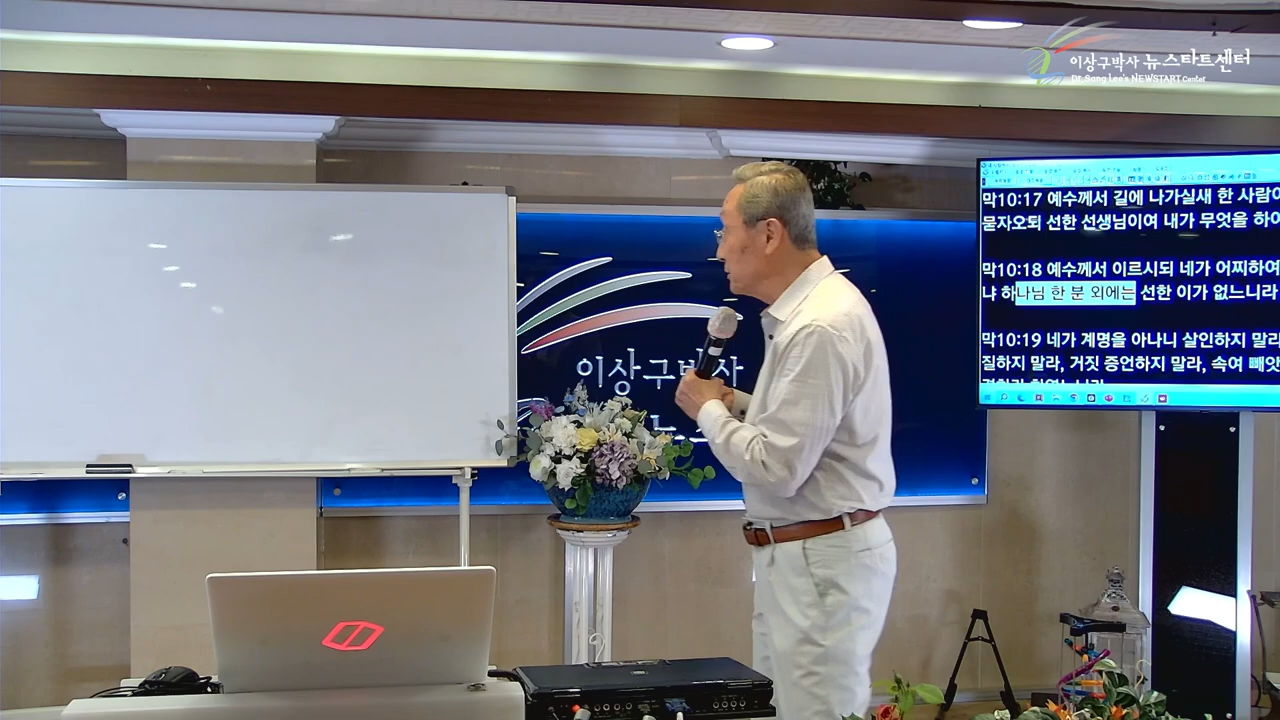 이상구박사 뉴스타트센터
Dr. Sang Lee's NEWSTART Center
막10:17 예수께서 길에 나가실새 한 사람이
묻자오되 선한 선생님이여 내가 무엇을 하여
막10:18 예수께서 이르시되 네가 어찌하여
냐 하나님 한 분 외에는 선한 이가 없느니라
막10:19 네가 계명을 아나니 살인하지 말라
질하지 말라, 거짓 증언하지 말라, 속여 빼앗
이상구박사
뉴스